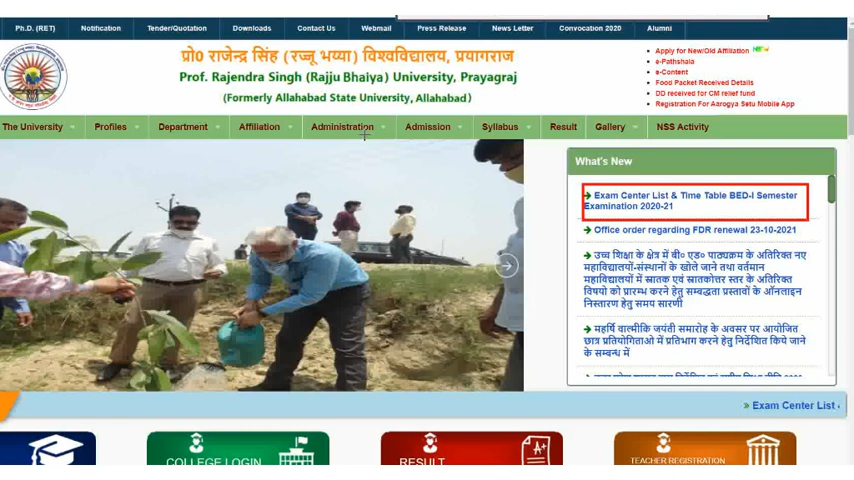 Ph.D. (RET) Notification Tender/Quotation Downloads Contact Us Webmail Press Release News Letter Convocation 2020 Alumni
प्रो0 राजेन्द्र सिंह (रज्जू भय्या) विश्वविद्यालय, प्रयागराज
Prof. Rajendra Singh (Rajju Bhaiya) University, Prayagraj
(Formerly Allahabad State University, Allahabad)
Apply for New/Old Affiliation
e-Pathshala
e-Content
Food Packet Received Details
DD received for CM relief fund
Registration For Aarogya Setu Mobile App
The University Profiles Department Affiliation Administration Admission Syllabus Result Gallery NSS Activity
What's New
Exam Center List & Time Table BED-I Semester
Examination 2020-21
Office order regarding FDR renewal 23-10-2021
उच्च शिक्षा के क्षेत्र में बी० एड० पाठ्यक्रम के अतिरिक्त नए
महाविद्यालयों-संस्थानों के खोले जाने तथा वर्तमान
महाविद्यालयों में स्नातक एवं स्नातकोत्तर स्तर के अतिरिक्त
विषयो को प्रारम्भ करने हेतु सम्बद्धता प्रस्तावों के ऑनलाइन
निस्तारण हेतु समय सारणी
महर्षि वाल्मीकि जयंती समारोह के अवसर पर आयोजित
छात्र प्रतियोगिताओ में प्रतिभाग करने हेतु निर्देशित किये जाने
के सम्बन्ध में
Exam Center List
COLLEGE LOGIN RESULT TEACHER REGISTRATION